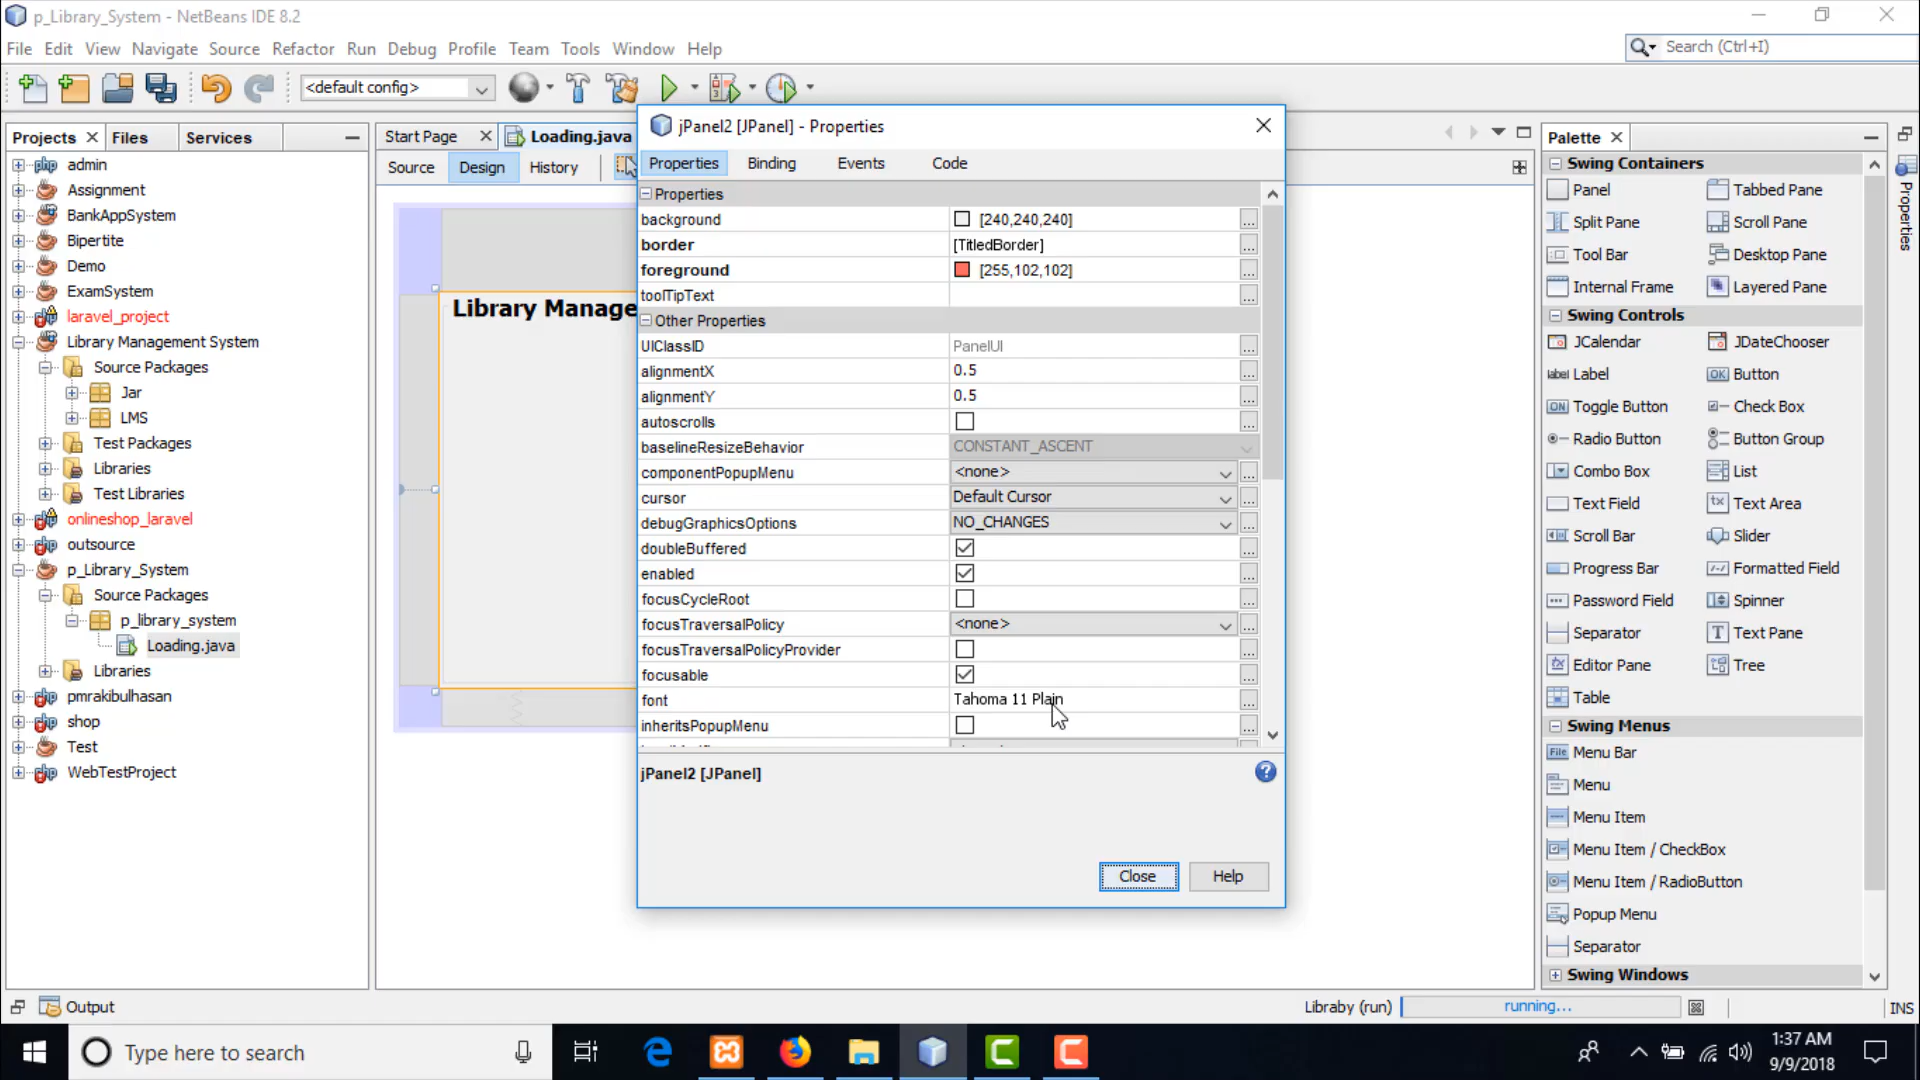 p_Library_System - NetBeans IDE 8.2
File Edit View Navigate Source Refactor Run Debug Profile Team Tools Window Help
Search (Ctrl+I)
<default config>
Projects Files Services
admin
Assignment
BankAppSystem
Bipertite
Demo
ExamSystem
laravel_project
Library Management System
Source Packages
Jar
LMS
Test Packages
Libraries
Test Libraries
onlineshop_laravel
outsource
p_Library_System
Source Packages
p_library_system
Loading.java
Libraries
pmrakibulhasan
shop
Test
WebTestProject
Start Page Loading.java
Source Design History
Library Manage
jPanel2 [JPanel] - Properties
Properties Binding Events Code
Properties
background [240,240,240] ...
border [TitledBorder] ...
foreground [255,102,102] ...
toolTipText ...
Other Properties
UIClassID PanelUI ...
alignmentX 0.5 ...
alignmentY 0.5 ...
autoscrolls ...
baselineResizeBehavior CONSTANT_ASCENT
componentPopupMenu <none> ...
cursor Default Cursor ...
debugGraphicsOptions NO_CHANGES ...
doubleBuffered ...
enabled ...
focusCycleRoot ...
focusTraversalPolicy <none> ...
focusTraversalPolicyProvider ...
focusable ...
font Tahoma 11 Plain ...
inheritsPopupMenu ...
jPanel2 [JPanel]
Close Help
Palette
Swing Containers
Panel Tabbed Pane
Split Pane Scroll Pane
Tool Bar Desktop Pane
Internal Frame Layered Pane
Swing Controls
JCalendar JDateChooser
label Label OK Button
ON Toggle Button Check Box
Radio Button Button Group
Combo Box List
Text Field Text Area
Scroll Bar Slider
Progress Bar Formatted Field
Password Field Spinner
Separator Text Pane
Editor Pane Tree
Table
Swing Menus
File Menu Bar
Menu
Menu Item
Menu Item / CheckBox
Menu Item / RadioButton
Popup Menu
Separator
Swing Windows
Properties
Output
Libraby (run) running... INS
Type here to search
1:37 AM
9/9/2018